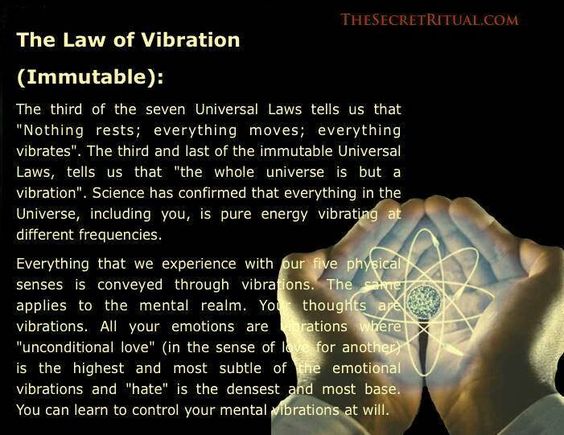 THESECRETRITUAL.COM
The Law of Vibration
(Immutable):
The third of the seven Universal Laws tells us that
"Nothing rests; everything moves; everything
vibrates". The third and last of the immutable Universal
Laws, tells us that "the whole universe is but a
vibration". Science has confirmed that everything in the
Universe, including you, is pure energy vibrating at
different frequencies.
Everything that we experience with our five physical
senses is conveyed through vibrations. The same
applies to the mental realm. Your thoughts are
vibrations. All your emotions are vibrations where
"unconditional love" (in the sense of love for another)
is the highest and most subtle of the emotional
vibrations and "hate" is the densest and most base.
You can learn to control your mental vibrations at will.